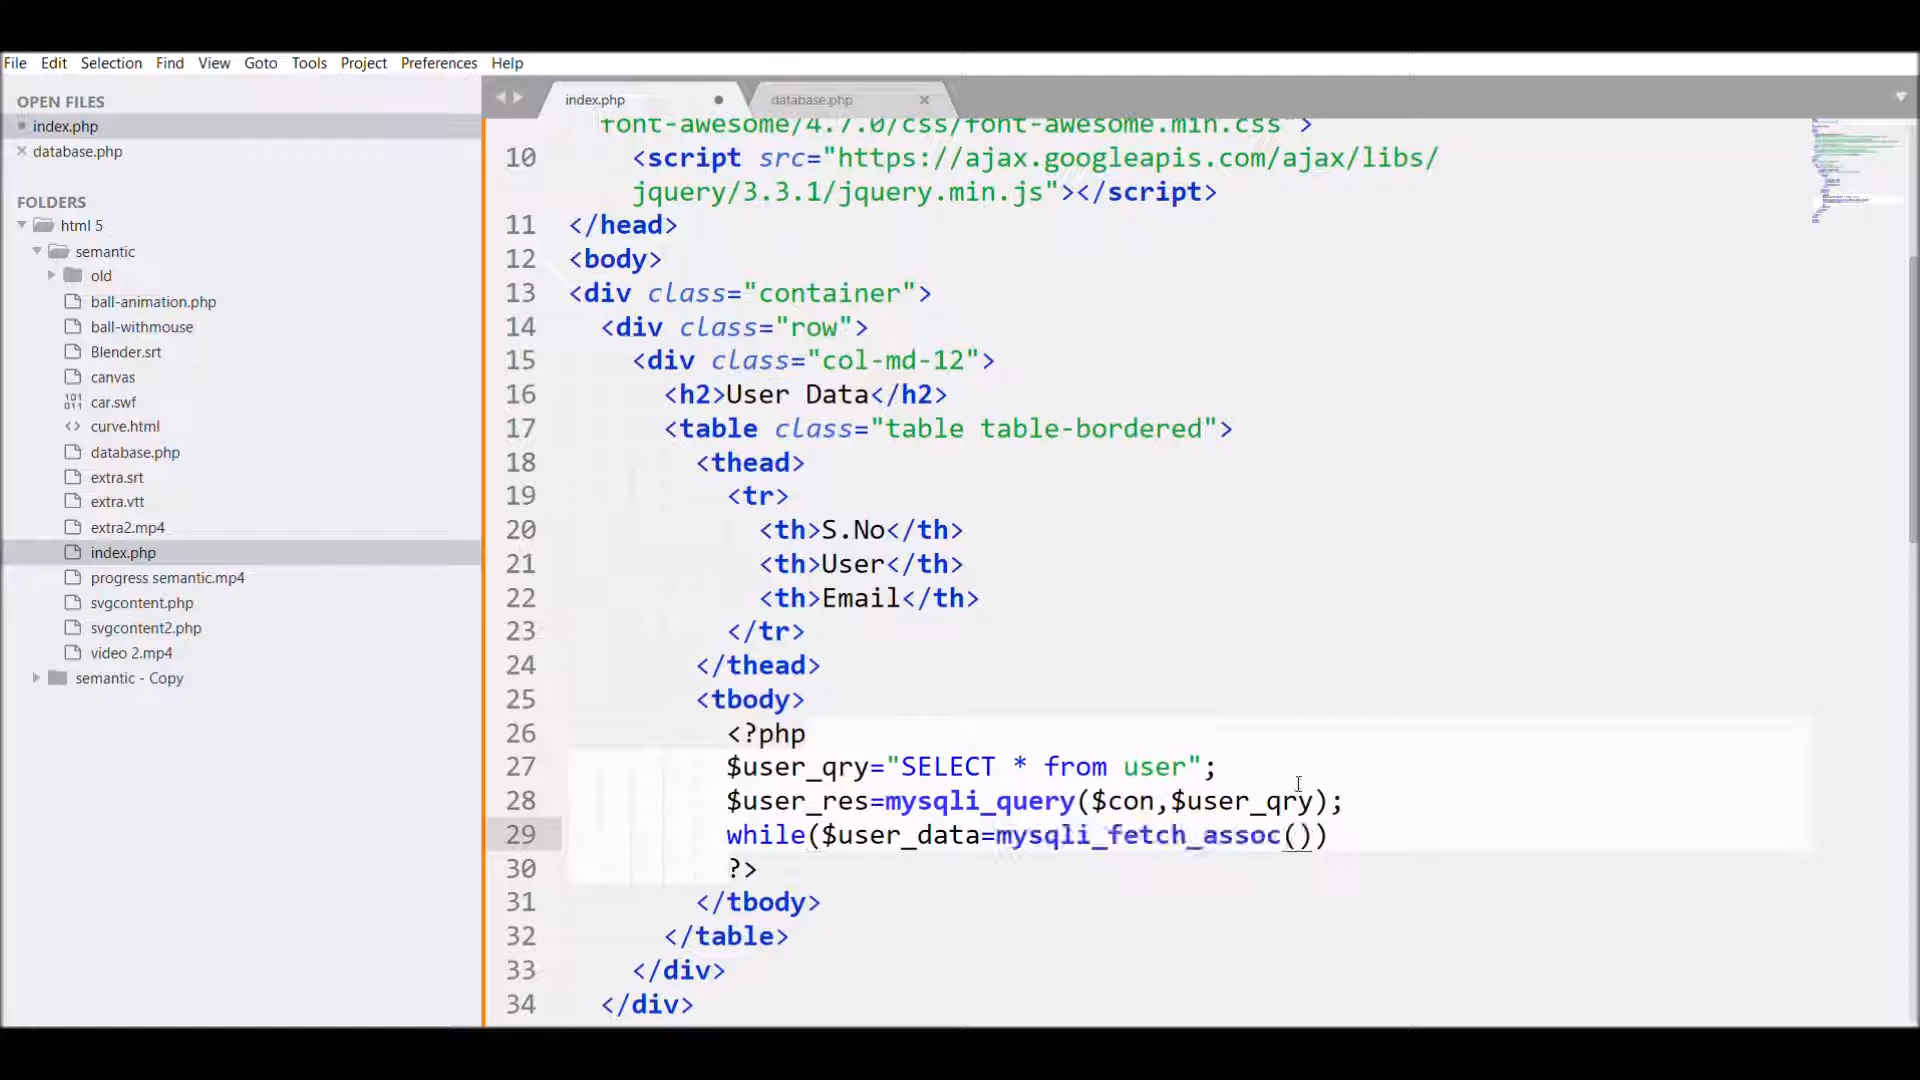 File Edit Selection Find View Goto Tools Project Preferences Help
OPEN FILES
index.php
database.php
FOLDERS
html 5
semantic
old
ball-animation.php
ball-withmouse
Blender.srt
canvas
car.swf
curve.html
database.php
extra.srt
extra.vtt
extra2.mp4
index.php
progress semantic.mp4
svgcontent.php
svgcontent2.php
video 2.mp4
semantic - Copy
index.php database.php
font-awesome/4.7.0/css/font-awesome.min.css">
10 <script src="https://ajax.googleapis.com/ajax/libs/
jquery/3.3.1/jquery.min.js"></script>
11 </head>
12 <body>
13 <div class="container">
14 <div class="row">
15 <div class="col-md-12">
16 <h2>User Data</h2>
17 <table class="table table-bordered">
18 <thead>
19 <tr>
20 <th>S.No</th>
21 <th>User</th>
22 <th>Email</th>
23 </tr>
24 </thead>
25 <tbody>
26 <?php
27 $user_qry="SELECT * from user";
28 $user_res=mysqli_query($con,$user_qry);
29 while($user_data=mysqli_fetch_assoc())
30 ?>
31 </tbody>
32 </table>
33 </div>
34 </div>